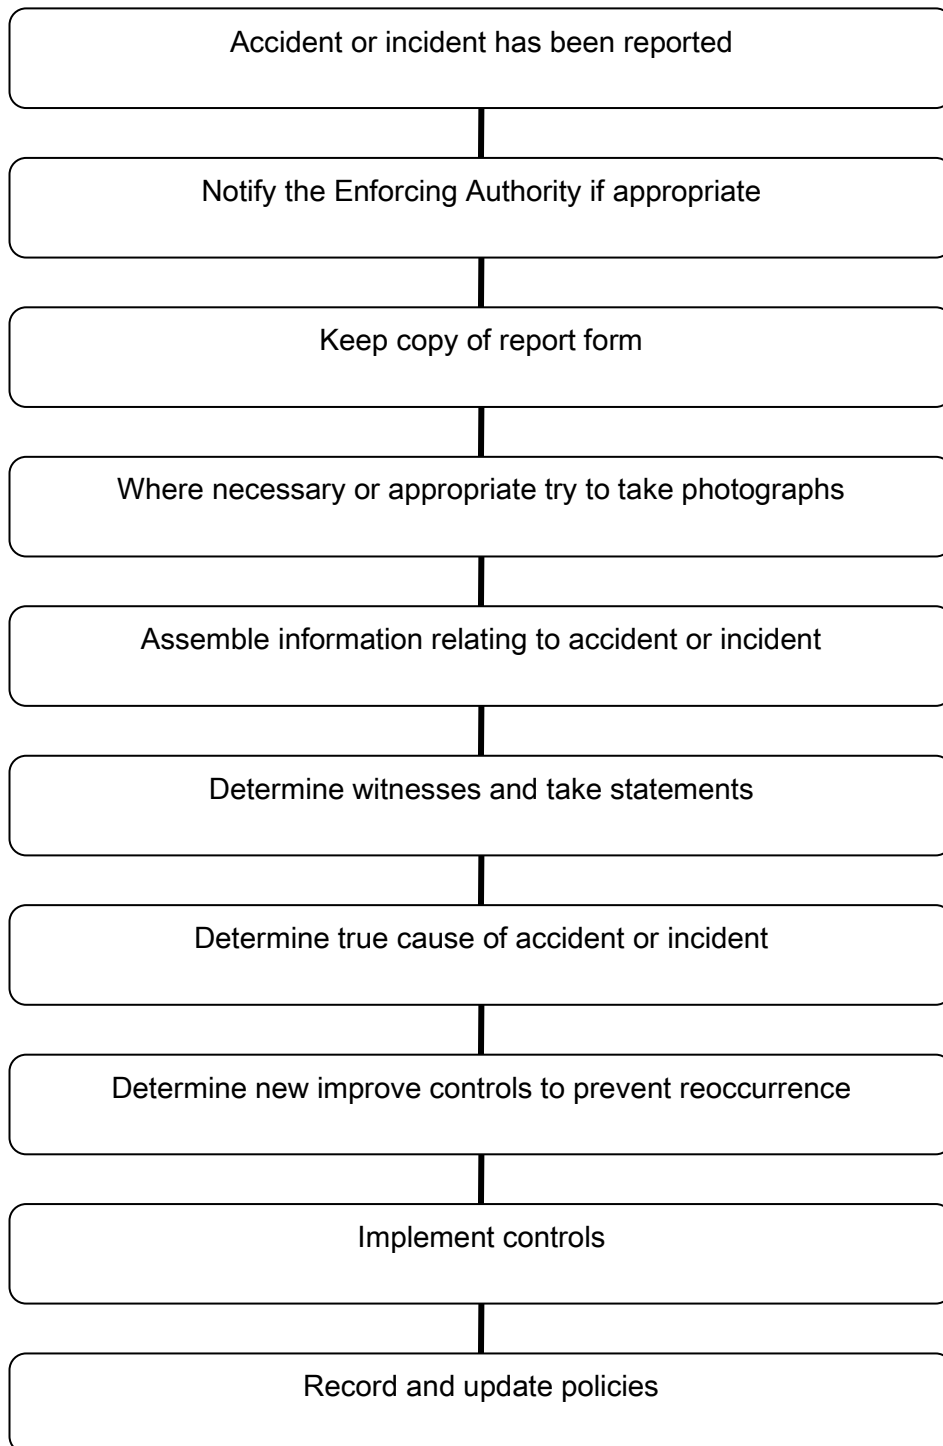 Accident or incident has been reported
Notify the Enforcing Authority if appropriate
Keep copy of report form
Where necessary or appropriate try to take photographs
Assemble information relating to accident or incident
Determine witnesses and take statements
Determine true cause of accident or incident
Determine new improve controls to prevent reoccurrence
Implement controls
Record and update policies